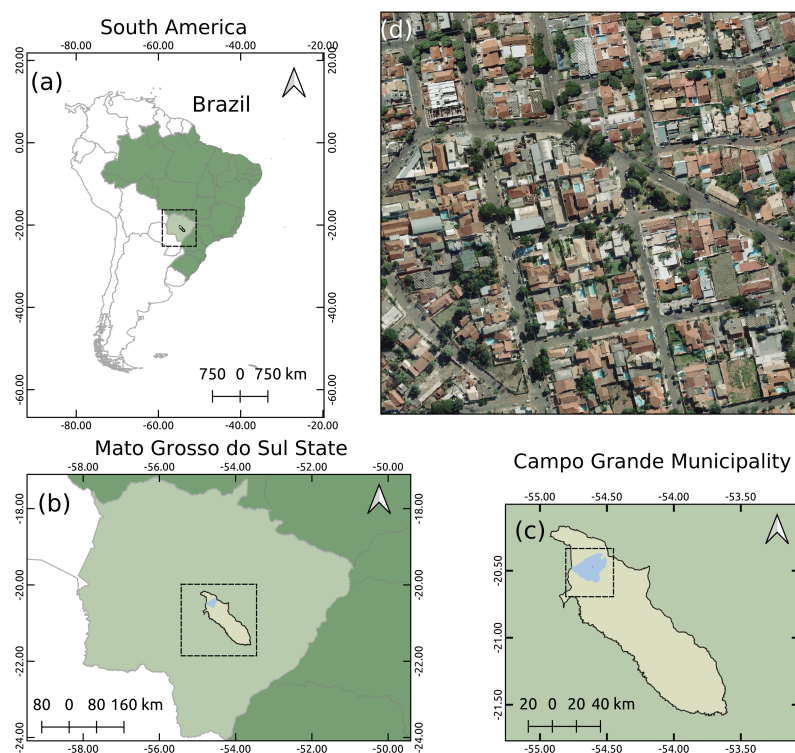 South America
-80.00 -60.00 -40.00 -20.00
20.00 0.00 -20.00 -40.00 -60.00
(a)
Brazil
20.00 0.00 -20.00 -40.00 -60.00
750 0 750 km
-80.00 -60.00 -40.00 -20.00
(d)
Mato Grosso do Sul State
-58.00 -56.00 -54.00 -52.00 -50.00
-18.00 -20.00 -22.00 -24.00
(b)
-18.00 -20.00 -22.00 -24.00
80 0 80 160 km
-58.00 -56.00 -54.00 -52.00 -50.00
Campo Grande Municipality
-55.00 -54.50 -54.00 -53.50
-20.50 -21.00 -21.50
(c)
-20.50 -21.00 -21.50
20 0 20 40 km
-55.00 -54.50 -54.00 -53.50